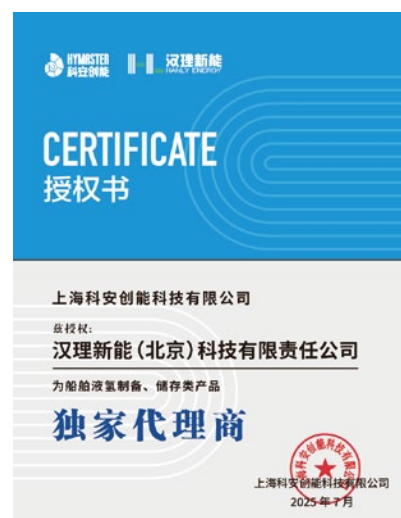 HYMASTER
科安创能
汉理新能
HANLY ENERGY
CERTIFICATE
授权书
上海科安创能科技有限公司
兹授权:
汉理新能(北京)科技有限责任公司
为船舶液氢制备、储存类产品
独家代理商
上海科安创能科技有限公司
2025年7月